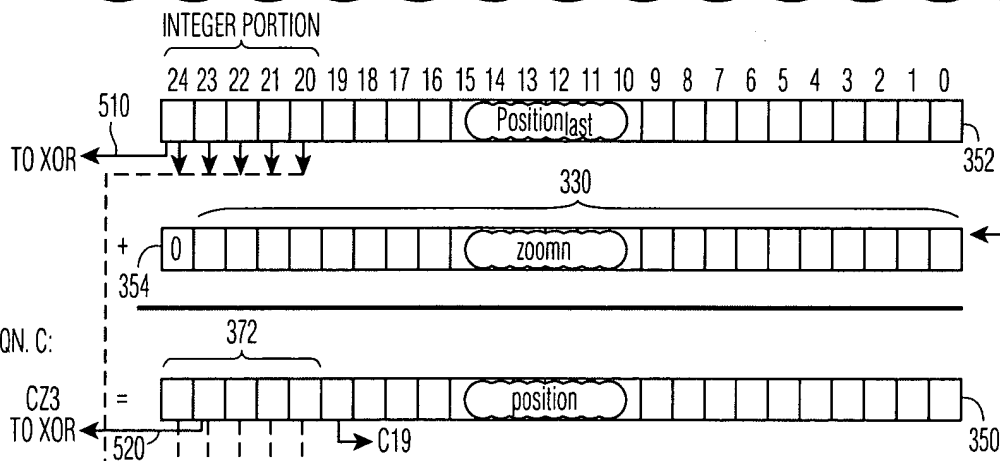 INTEGER PORTION
24 23 22 21 20 19 18 17 16 15 14 13 12 11 10 9 8 7 6 5 4 3 2 1 0
510
Positionlast
TO XOR
352
330
+ 0 zoomn
354
QN. C:
372
CZ3 = position
TO XOR
520
C19
350